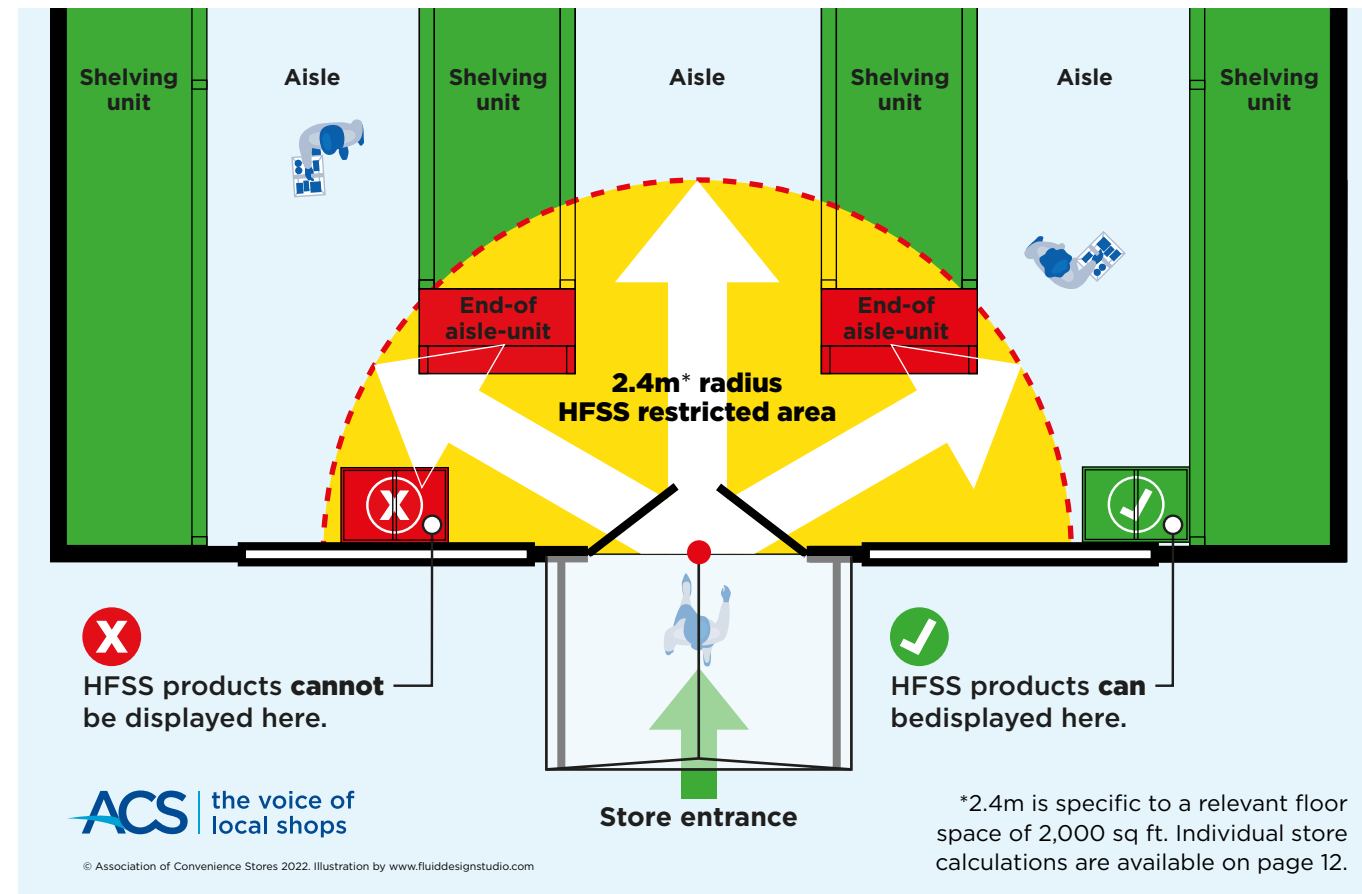 Shelving
unit
Aisle
Shelving
unit
Aisle
Shelving
unit
Aisle
Shelving
unit
End-of
aisle-unit
End-of
aisle-unit
2.4m* radius
HFSS restricted area
X
X
HFSS products cannot
be displayed here.
HFSS products can
bedisplayed here.
Store entrance
ACS
the voice of
local shops
© Association of Convenience Stores 2022. Illustration by www.fluiddesignstudio.com
*2.4m is specific to a relevant floor
space of 2,000 sq ft. Individual store
calculations are available on page 12.